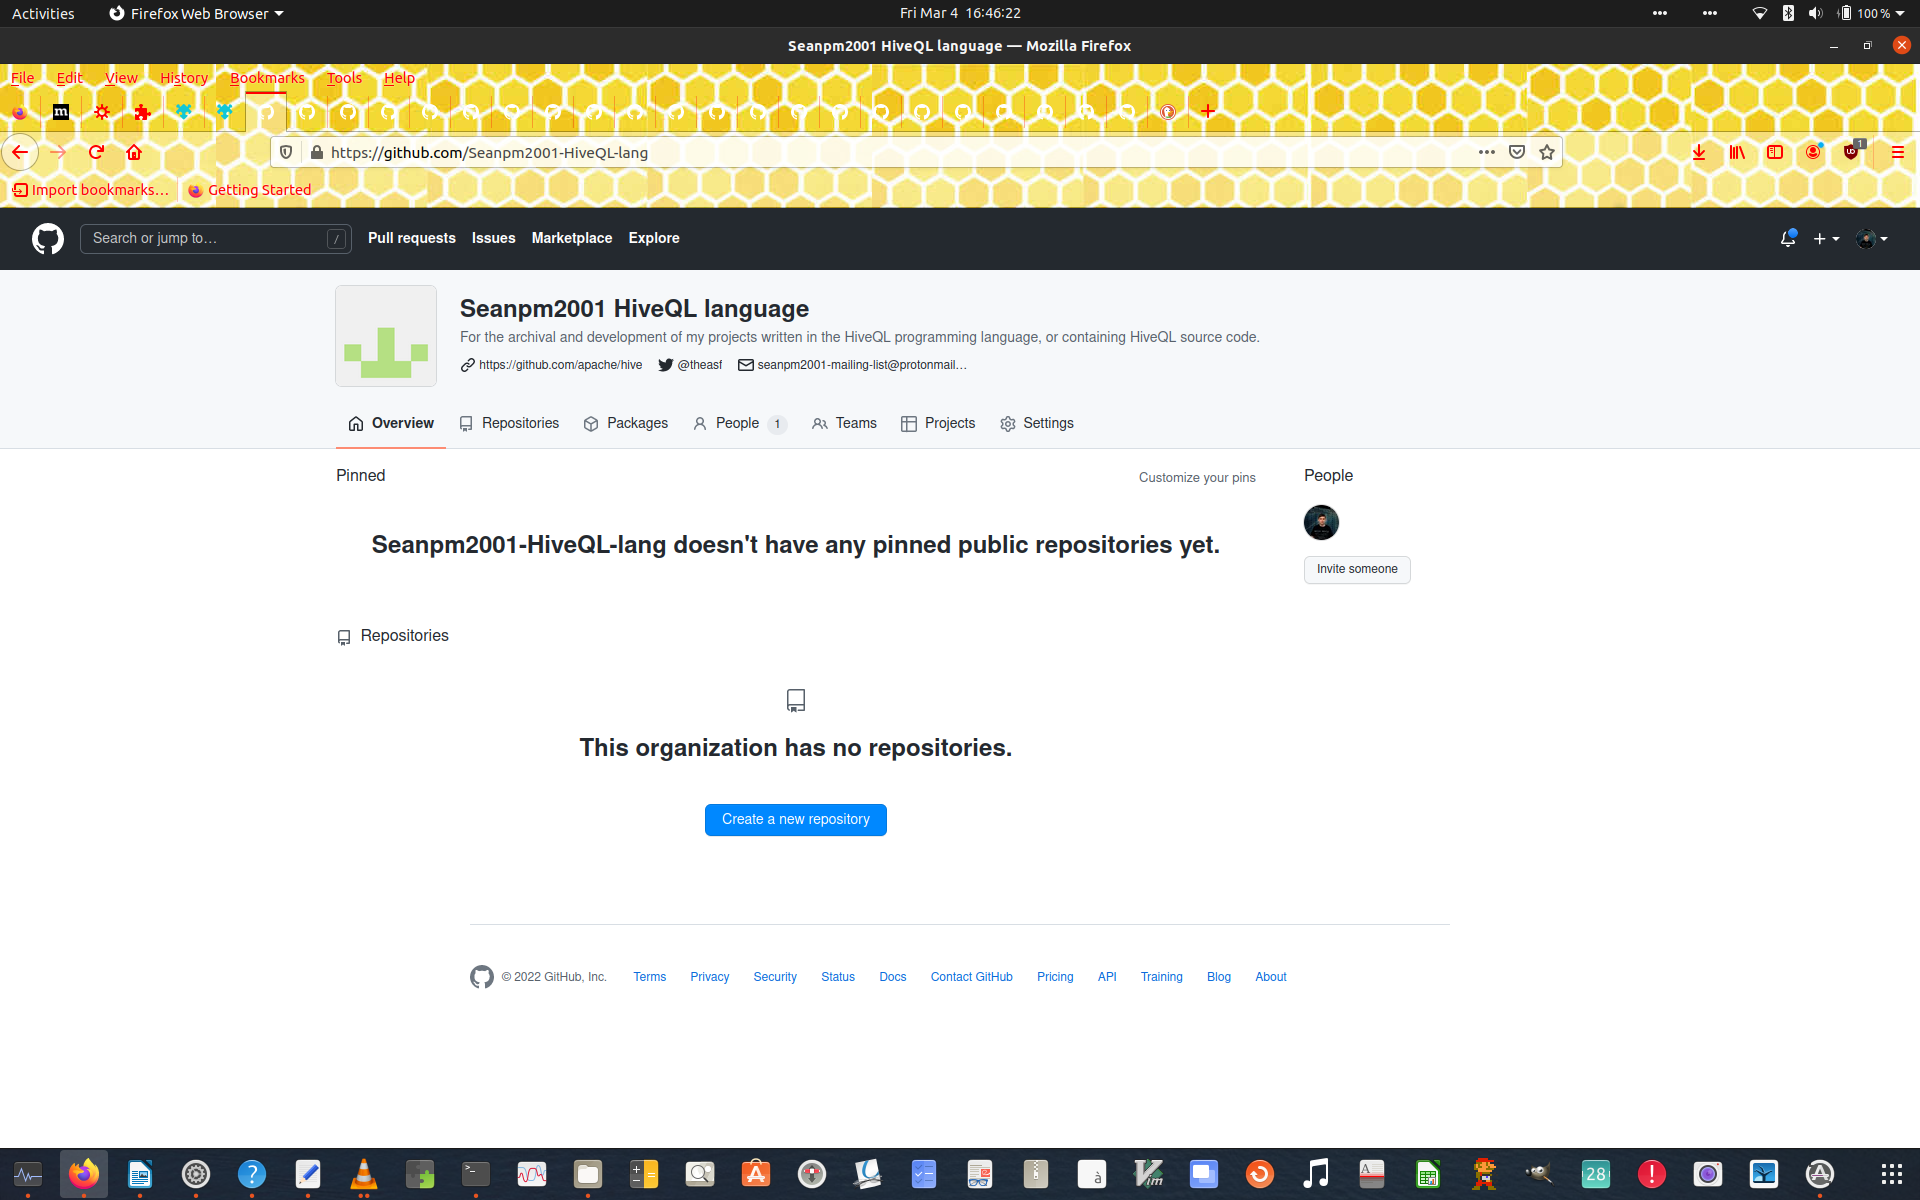 Activities Firefox Web Browser Fri Mar 4 16:46:22 100 %
Seanpm2001 HiveQL language — Mozilla Firefox
File Edit View History Bookmarks Tools Help
m
https://github.com/Seanpm2001-HiveQL-lang 1
Import bookmarks… Getting Started
Search or jump to… / Pull requests Issues Marketplace Explore
Seanpm2001 HiveQL language
For the archival and development of my projects written in the HiveQL programming language, or containing HiveQL source code.
https://github.com/apache/hive @theasf seanpm2001-mailing-list@protonmail…
Overview Repositories Packages People 1 Teams Projects Settings
Pinned Customize your pins People
Seanpm2001-HiveQL-lang doesn't have any pinned public repositories yet.
Invite someone
Repositories
This organization has no repositories.
Create a new repository
© 2022 GitHub, Inc. Terms Privacy Security Status Docs Contact GitHub Pricing API Training Blog About
? >_ à Vim A 28 !